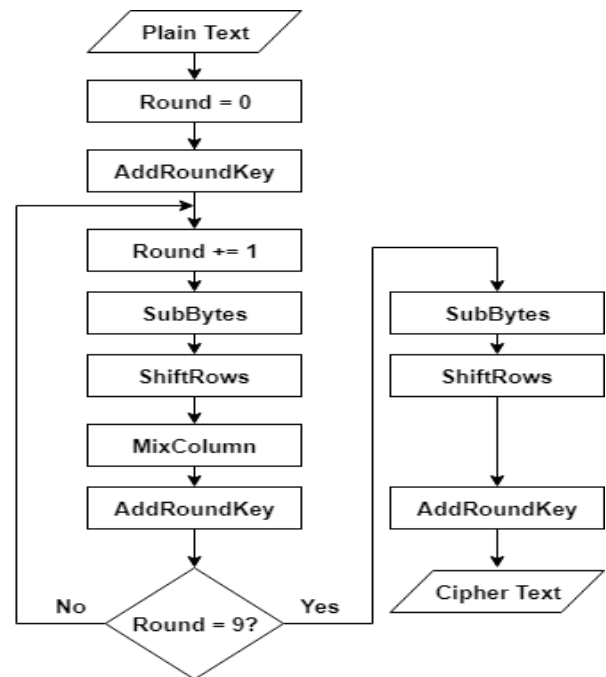 Plain Text
Round = 0
AddRoundKey
Round += 1
SubBytes
ShiftRows
MixColumn
AddRoundKey
No
Round = 9?
Yes
SubBytes
ShiftRows
AddRoundKey
Cipher Text